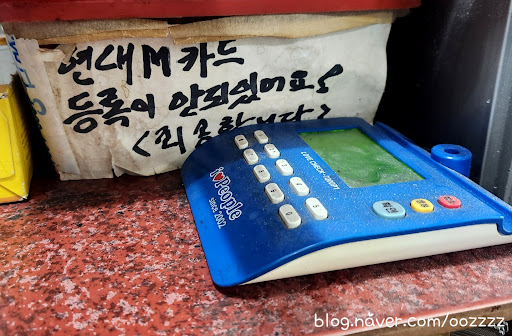 현대M카드
등록이 안되있어요
<죄송합니다>
i♥People
since 2002
blog.naver.com/oozzzz